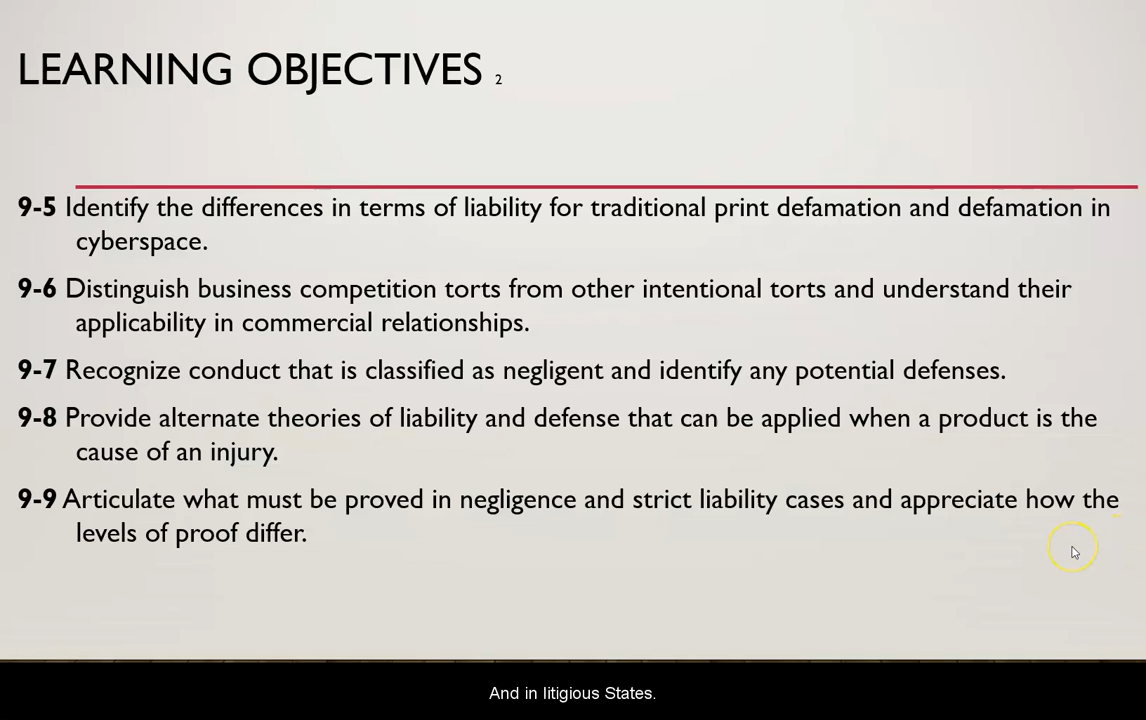 LEARNING OBJECTIVES 2
9-5 Identify the differences in terms of liability for traditional print defamation and defamation in
cyberspace.
9-6 Distinguish business competition torts from other intentional torts and understand their
applicability in commercial relationships.
9-7 Recognize conduct that is classified as negligent and identify any potential defenses.
9-8 Provide alternate theories of liability and defense that can be applied when a product is the
cause of an injury.
9-9 Articulate what must be proved in negligence and strict liability cases and appreciate how the
levels of proof differ.
And in litigious States.